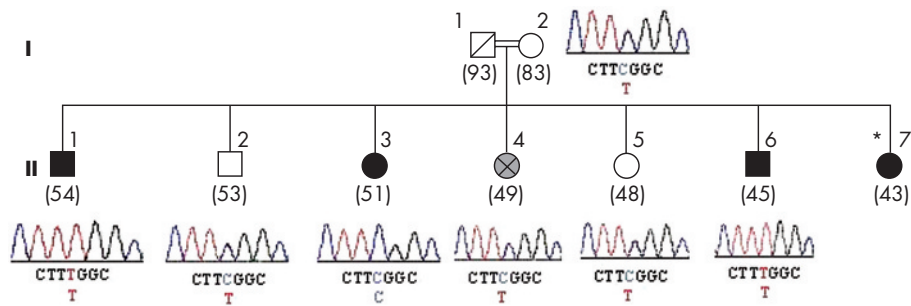 1 2
I
(93) (83)
CTTCGGC
T
1 2 3 4 5 6 * 7
II
(54) (53) (51) (49) (48) (45) (43)
CTTTGGC CTTCGGC CTTCGGC CTTCGGC CTTCGGC CTTTGGC
T T C T T T